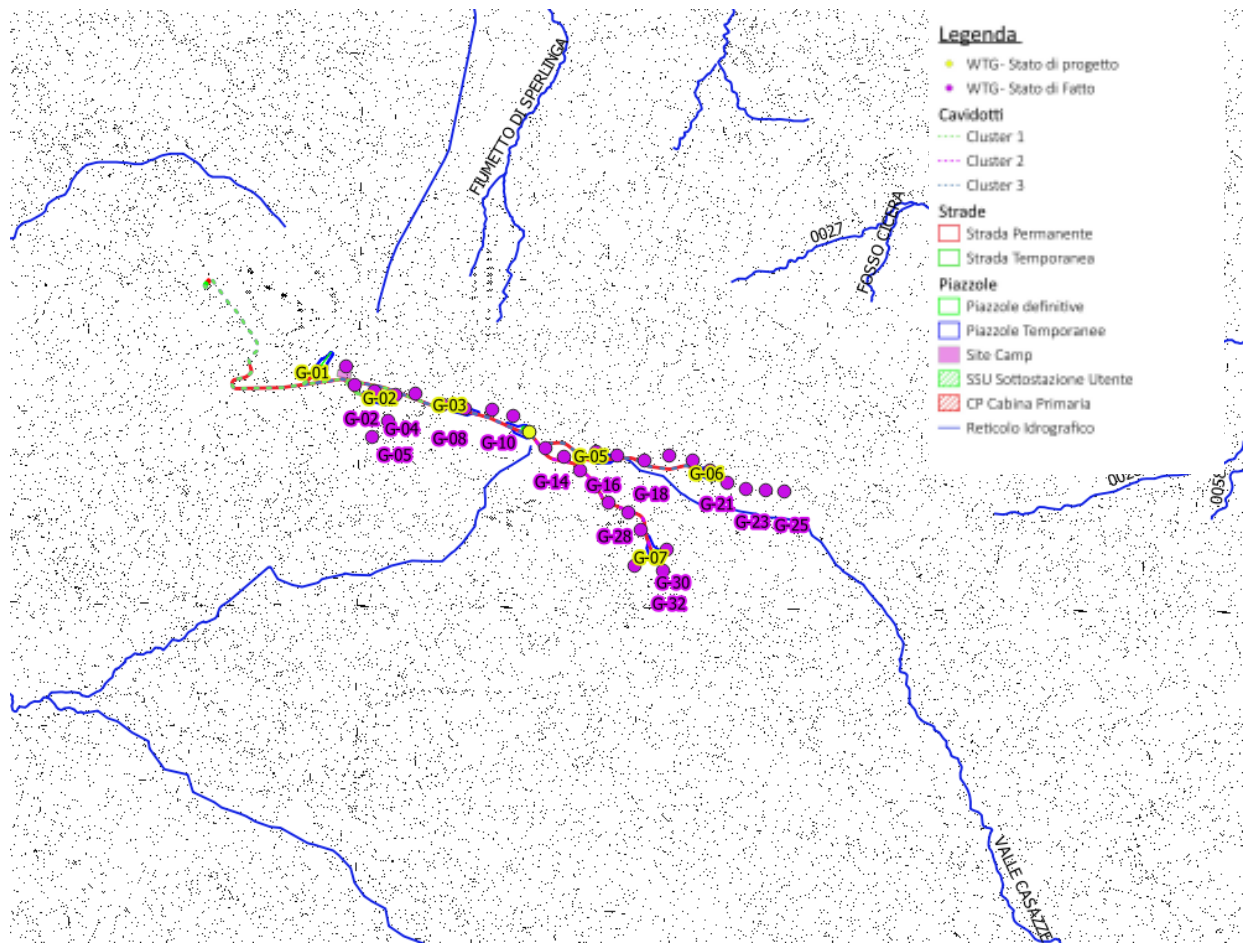 Legenda
WTG- Stato di progetto
WTG- Stato di Fatto
Cavidotti
Cluster 1
Cluster 2
Cluster 3
Strade
Strada Permanente
Strada Temporanea
Piazzole
Piazzole definitive
Piazzole Temporanee
Site Camp
SSU Sottostazione Utente
CP Cabina Primaria
Reticolo Idrografico
FIUMETTO DI SPERLINGA
0027
FOSSO CICERA
G-01
G-02
G-03
G-02
G-04
G-08
G-10
G-05
G-05
G-06
G-14
G-16
G-18
G-21
G-23
G-25
G-28
G-07
G-30
G-32
VALLE CASAZZE